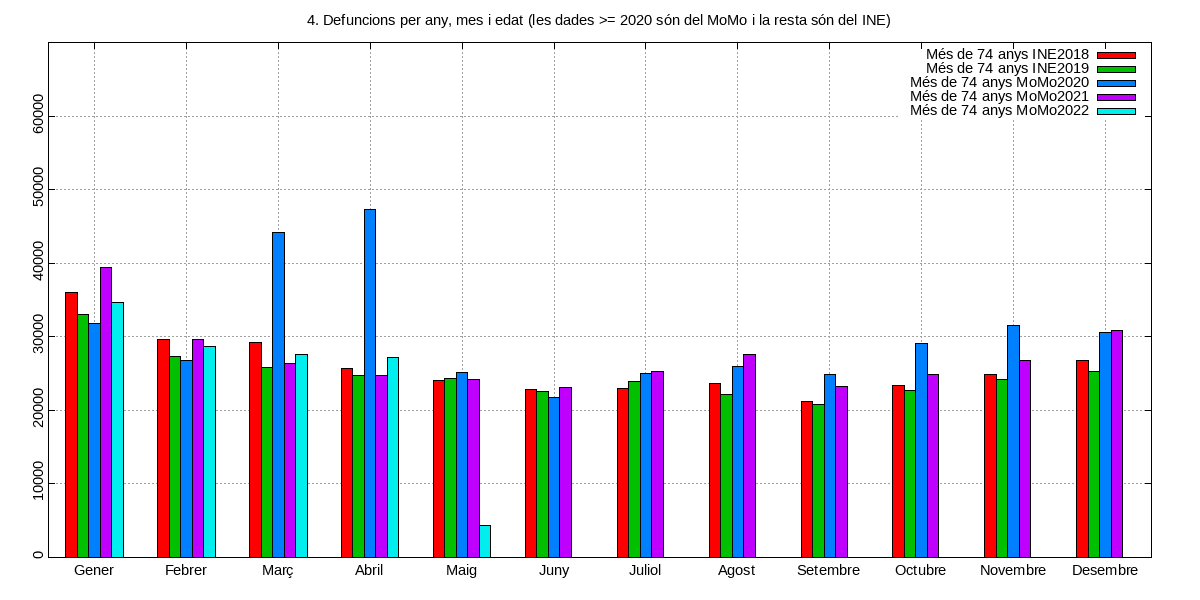 4. Defuncions per any, mes i edat (les dades >= 2020 són del MoMo i la resta són del INE)
Més de 74 anys INE2018
Més de 74 anys INE2019
Més de 74 anys MoMo2020
Més de 74 anys MoMo2021
Més de 74 anys MoMo2022
60000
50000
40000
30000
20000
10000
0
Gener Febrer Març Abril Maig Juny Juliol Agost Setembre Octubre Novembre Desembre